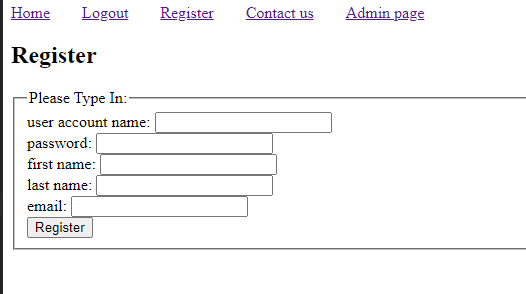 Home Logout Register Contact us Admin page
Register
Please Type In:
user account name:
password:
first name:
last name:
email:
Register